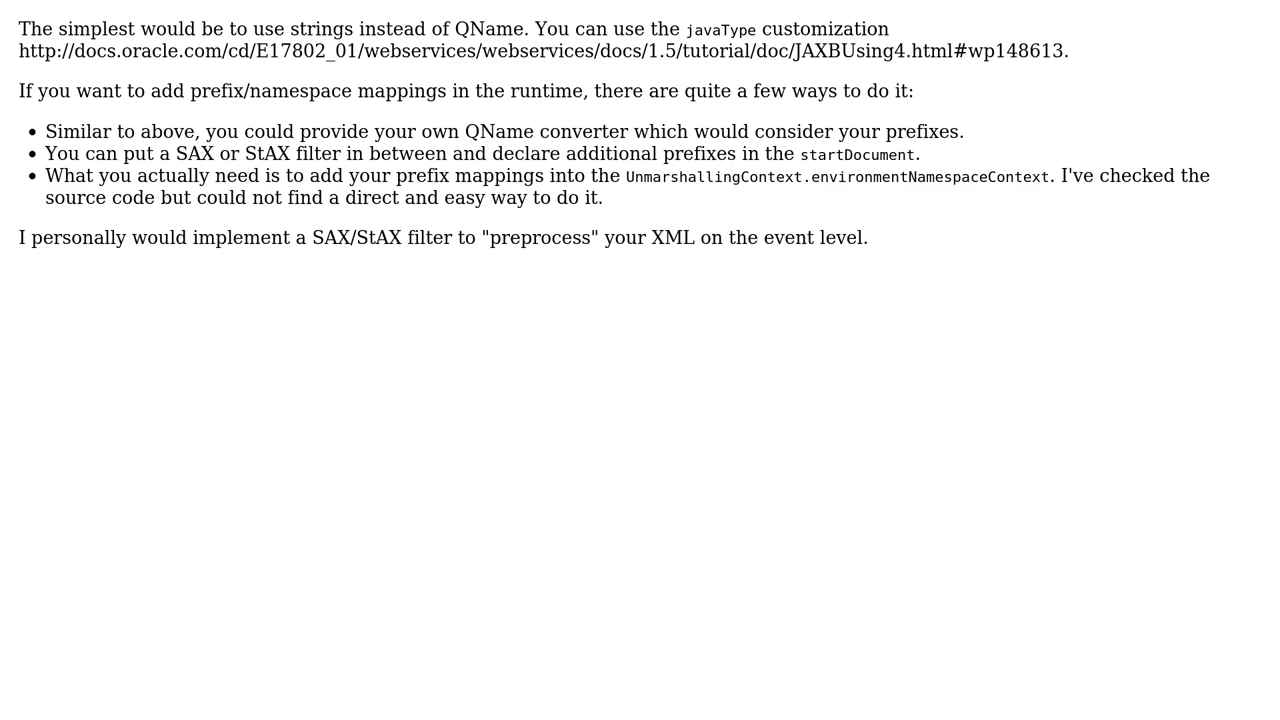 The simplest would be to use strings instead of QName. You can use the javaType customization
http://docs.oracle.com/cd/E17802_01/webservices/webservices/docs/1.5/tutorial/doc/JAXBUsing4.html#wp148613.
If you want to add prefix/namespace mappings in the runtime, there are quite a few ways to do it:
• Similar to above, you could provide your own QName converter which would consider your prefixes.
• You can put a SAX or StAX filter in between and declare additional prefixes in the startDocument.
• What you actually need is to add your prefix mappings into the UnmarshallingContext.environmentNamespaceContext. I've checked the
source code but could not find a direct and easy way to do it.
I personally would implement a SAX/StAX filter to "preprocess" your XML on the event level.